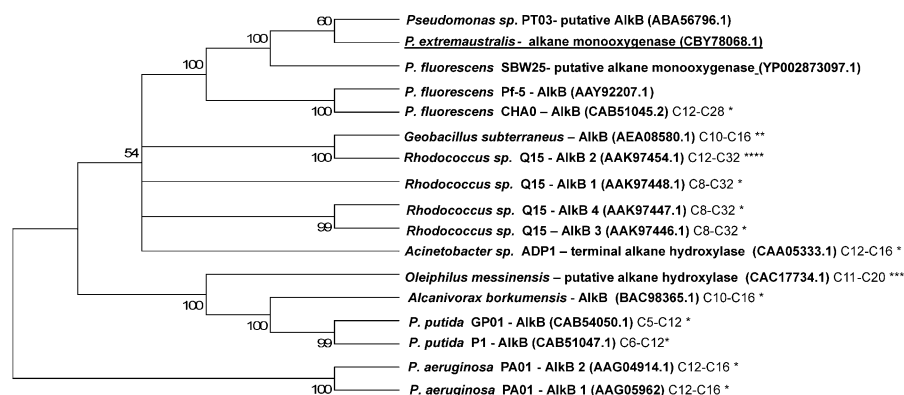 60 Pseudomonas sp. PT03- putative AlkB (ABA56796.1)
100 P. extremaustralis - alkane monooxygenase (CBY78068.1)
100 P. fluorescens SBW25- putative alkane monooxygenase (YP002873097.1)
P. fluorescens Pf-5 - AlkB (AAY92207.1)
100 P. fluorescens CHA0 – AlkB (CAB51045.2) C12-C28 *
Geobacillus subterraneus – AlkB (AEA08580.1) C10-C16 **
54 100 Rhodococcus sp. Q15 - AlkB 2 (AAK97454.1) C12-C32 ****
Rhodococcus sp. Q15 - AlkB 1 (AAK97448.1) C8-C32 *
Rhodococcus sp. Q15 - AlkB 4 (AAK97447.1) C8-C32 *
99 Rhodococcus sp. Q15 – AlkB 3 (AAK97446.1) C8-C32 *
Acinetobacter sp. ADP1 – terminal alkane hydroxylase (CAA05333.1) C12-C16 *
Oleiphilus messinensis – putative alkane hydroxylase (CAC17734.1) C11-C20 ***
100 Alcanivorax borkumensis - AlkB (BAC98365.1) C10-C16 *
100 P. putida GP01 - AlkB (CAB54050.1) C5-C12 *
99 P. putida P1 - AlkB (CAB51047.1) C6-C12*
P. aeruginosa PA01 - AlkB 2 (AAG04914.1) C12-C16 *
100 P. aeruginosa PA01 - AlkB 1 (AAG05962) C12-C16 *